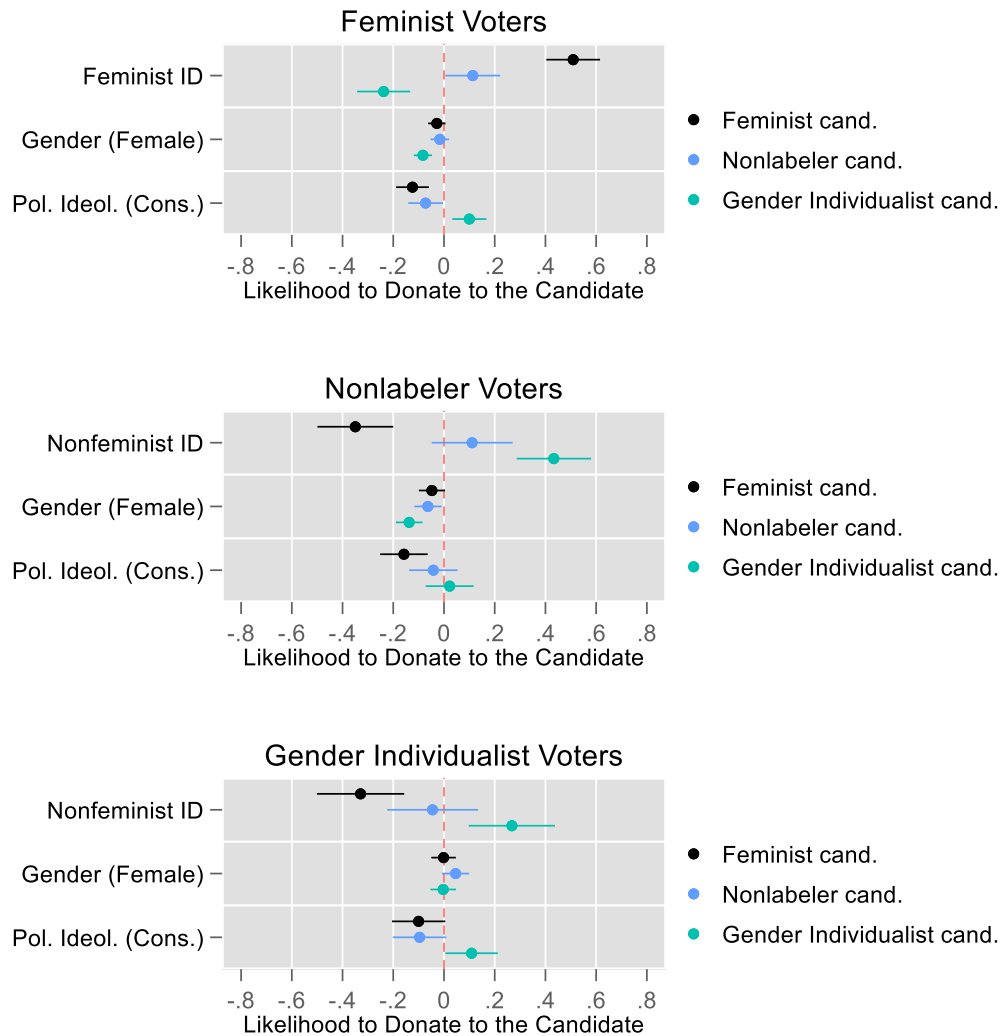 Feminist Voters
Feminist ID
Gender (Female)
Pol. Ideol. (Cons.)
-.8 -.6 -.4 -.2 0 .2 .4 .6 .8
Likelihood to Donate to the Candidate
Feminist cand.
Nonlabeler cand.
Gender Individualist cand.
Nonlabeler Voters
Nonfeminist ID
Gender (Female)
Pol. Ideol. (Cons.)
-.8 -.6 -.4 -.2 0 .2 .4 .6 .8
Likelihood to Donate to the Candidate
Feminist cand.
Nonlabeler cand.
Gender Individualist cand.
Gender Individualist Voters
Nonfeminist ID
Gender (Female)
Pol. Ideol. (Cons.)
-.8 -.6 -.4 -.2 0 .2 .4 .6 .8
Likelihood to Donate to the Candidate
Feminist cand.
Nonlabeler cand.
Gender Individualist cand.